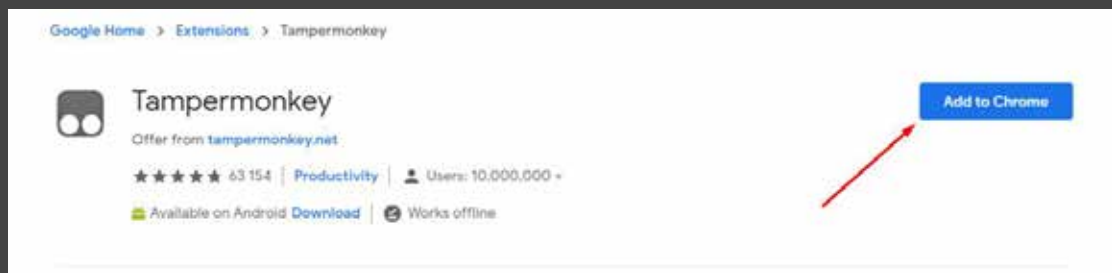 Google Home > Extensions > Tampermonkey
Tampermonkey
Add to Chrome
Offer from tampermonkey.net
63 154 | Productivity | Users: 10,000,000 +
Available on Android Download | Works offline